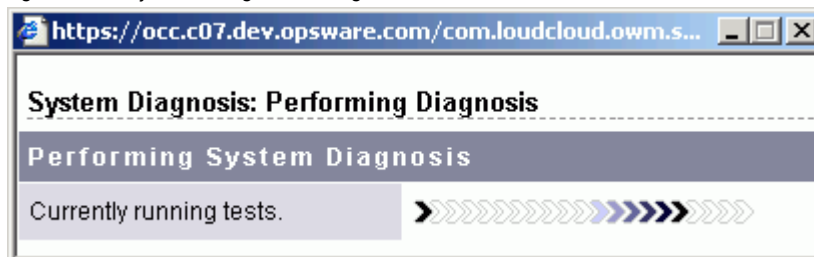 https://occ.c07.dev.opsware.com/com.loudcloud.owm.s...
System Diagnosis: Performing Diagnosis
Performing System Diagnosis
Currently running tests.